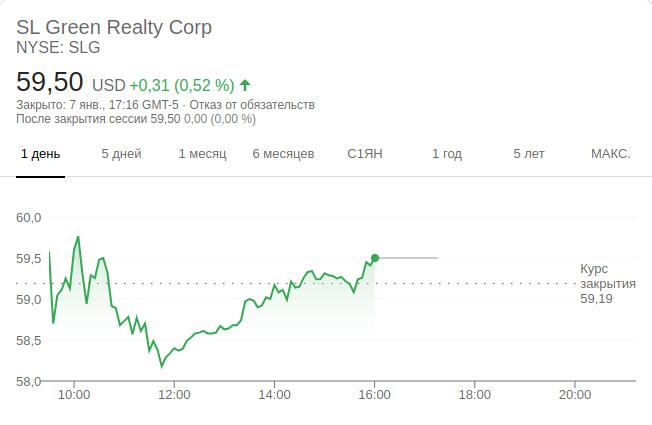 SL Green Realty Corp
NYSE: SLG
59,50 USD +0,31 (0,52 %)
Закрыто: 7 янв., 17:16 GMT-5 · Отказ от обязательств
После закрытия сессии 59,50 0,00 (0,00 %)
1 день 5 дней 1 месяц 6 месяцев С1ЯН 1 год 5 лет МАКС.
60,0
59,5
59,0
58,5
58,0
Курс
закрытия
59,19
10:00 12:00 14:00 16:00 18:00 20:00